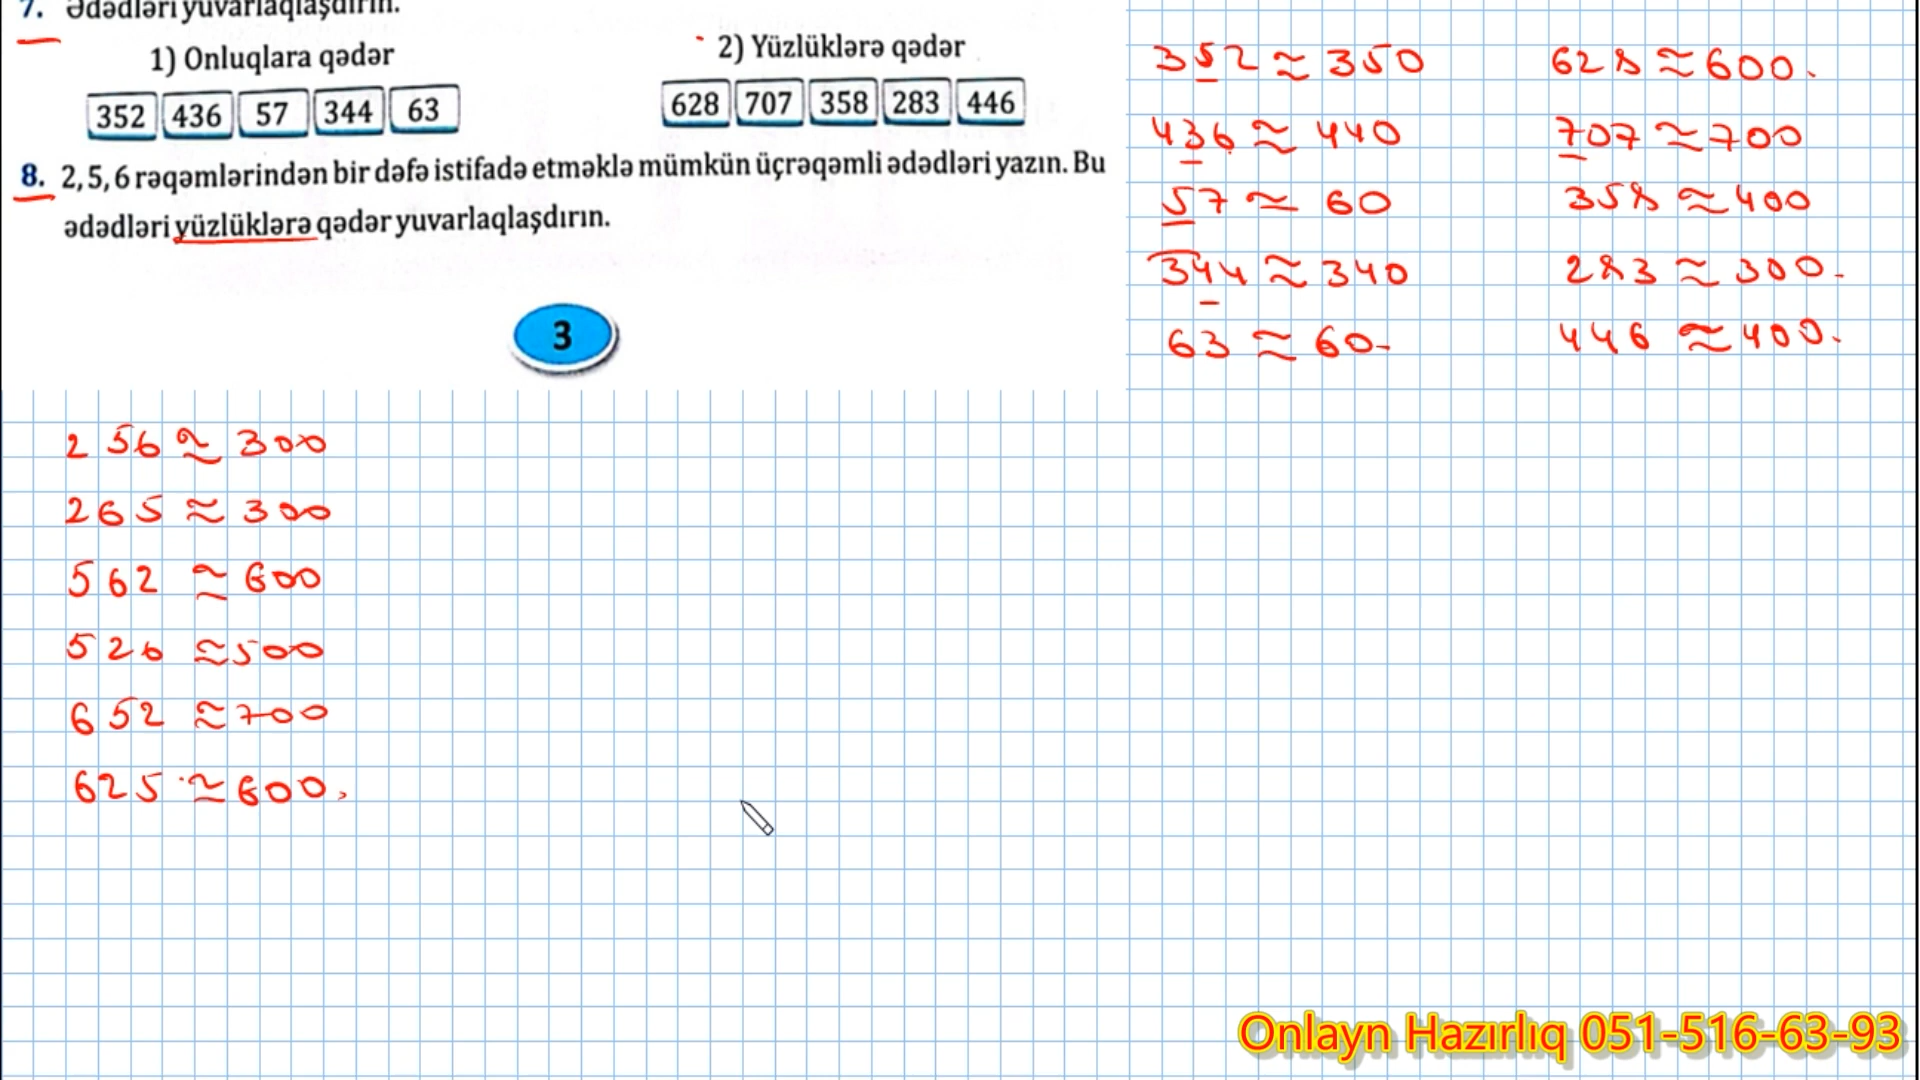 7. Ədədləri yuvarlaqlaşdırın.
1) Onluqlara qədər
352 436 57 344 63
2) Yüzlüklərə qədər
628 707 358 283 446
8. 2, 5, 6 rəqəmlərindən bir dəfə istifadə etməklə mümkün üçrəqəmli ədədləri yazın. Bu
ədədləri yüzlüklərə qədər yuvarlaqlaşdırın.
3
352 ≈ 350
436 ≈ 440
57 ≈ 60
344 ≈ 340
63 ≈ 60.
628 ≈ 600.
707 ≈ 700
358 ≈ 400
283 ≈ 300.
446 ≈ 400.
256 ≈ 300
265 ≈ 300
562 ≈ 600
526 ≈ 500
652 ≈ 700
625 ≈ 600.
Onlayn Hazırlıq 051-516-63-93